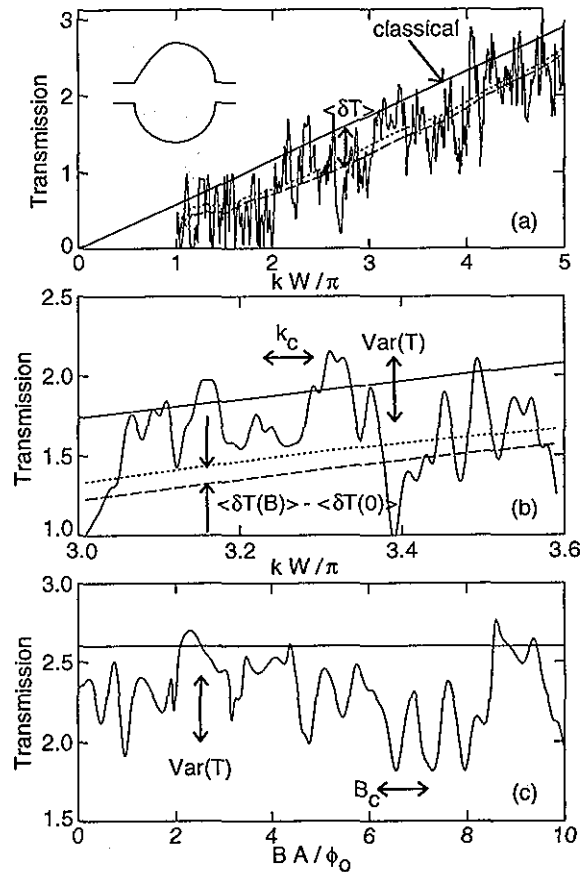 3
classical
2
<δT>
1
Transmission
0
(a)
0 1 2 3 4 5
k W / π
2.5
k_c
Var(T)
2.0
1.5
Transmission
<δT(B)> - <δT(0)>
(b)
1.0
3.0 3.2 3.4 3.6
k W / π
3.0
2.5
Transmission
2.0
Var(T)
B_c
(c)
1.5
0 2 4 6 8 10
B A / ϕ_o